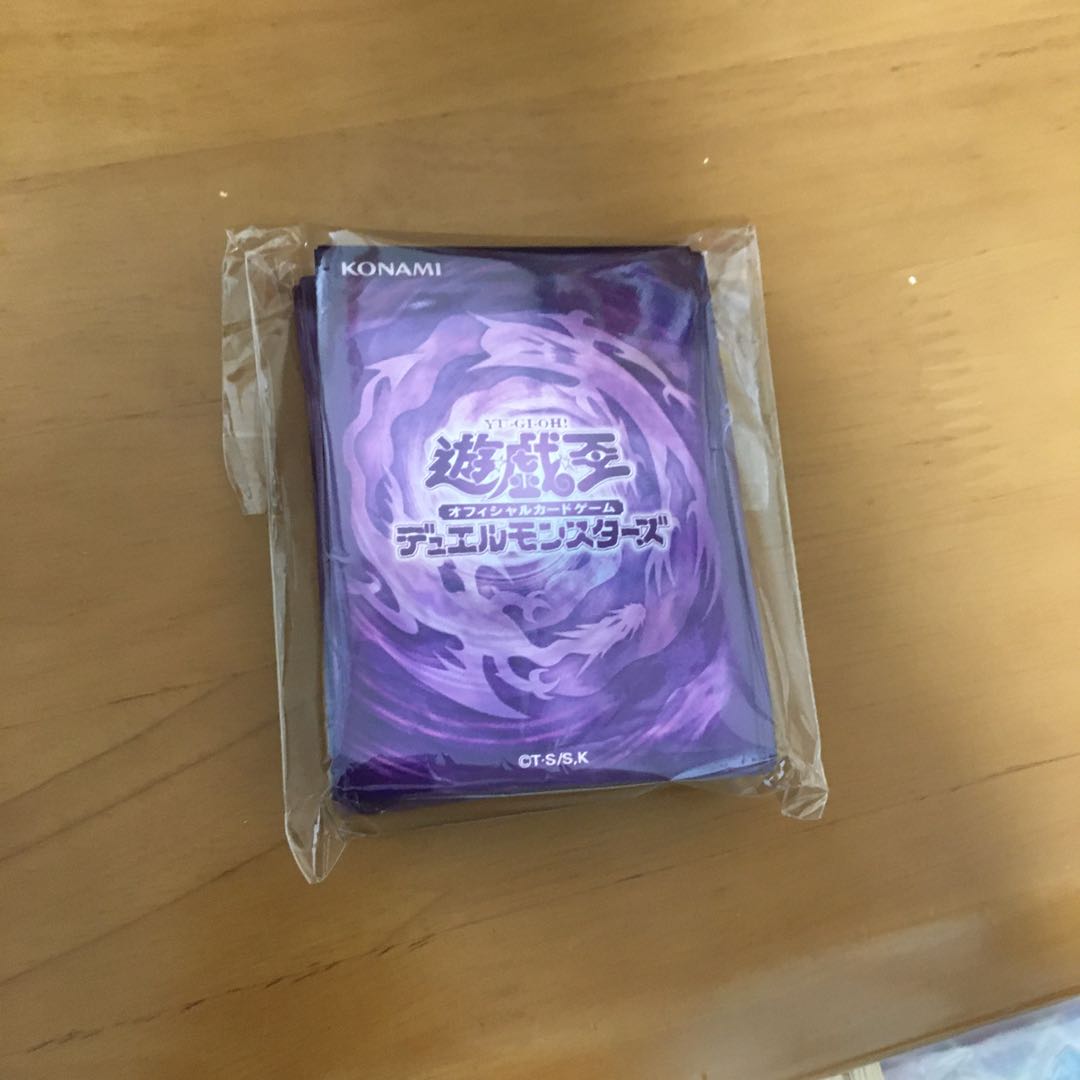 KONAMI
YU-GI-OH!
遊戯王
オフィシャルカードゲーム
デュエルモンスターズ
©T·S/S,K